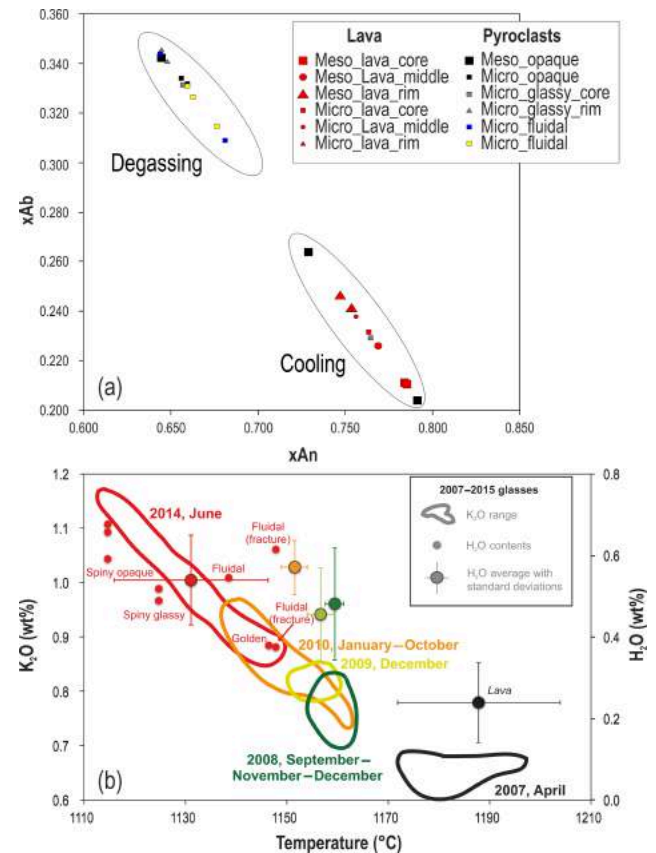 0.360
0.340
0.320
0.300
0.280
0.260
0.240
0.220
0.200
xAb
0.600
0.650
0.700
0.750
0.800
0.850
xAn
Lava
Meso_lava_core
Meso_Lava_middle
Meso_lava_rim
Micro_lava_core
Micro_Lava_middle
Micro_lava_rim
Pyroclasts
Meso_opaque
Micro_opaque
Micro_glassy_core
Micro_glassy_rim
Micro_fluidal
Micro_fluidal
Degassing
Cooling
(a)
1.2
1.1
1.0
0.9
0.8
0.7
0.6
K₂O (wt%)
0.8
0.6
0.4
0.2
0.0
H₂O (wt%)
2014, June
Fluidal
(fracture)
Spiny opaque
Fluidal
Spiny glassy
Fluidal
(fracture)
Golden
2010, January–October
2009, December
2008, September–
November–December
Lava
2007, April
2007–2015 glasses
K₂O range
H₂O contents
H₂O average with
standard deviations
(b)
1110
1130
1150
1170
1190
1210
Temperature (°C)